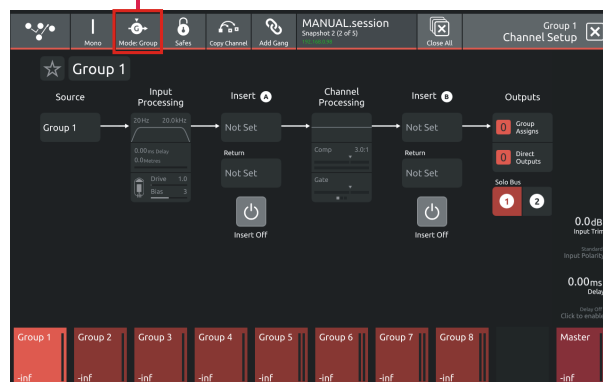 Mono
Mode: Group
Safes
Copy Channel
Add Gang
MANUAL.session
Snapshot 2 (2 of 5)
Close All
Group 1
Channel Setup
Group 1
Source
Input
Processing
Insert A
Channel
Processing
Insert B
Outputs
Group 1
20Hz 20.0kHz
0.00ms Delay
0.0Metres
Drive 1.0
Bias 3
Not Set
Return
Not Set
Insert Off
Comp 3.0:1
Gate
Not Set
Return
Not Set
Insert Off
0 Group
Assigns
0 Direct
Outputs
Solo Bus
1 2
0.0dB
Input Trim
Standard
Input Polarity
0.00ms
Delay
Delay Off
Click to enable
Group 1 Group 2 Group 3 Group 4 Group 5 Group 6 Group 7 Group 8 Master
-inf -inf -inf -inf -inf -inf -inf -inf -inf